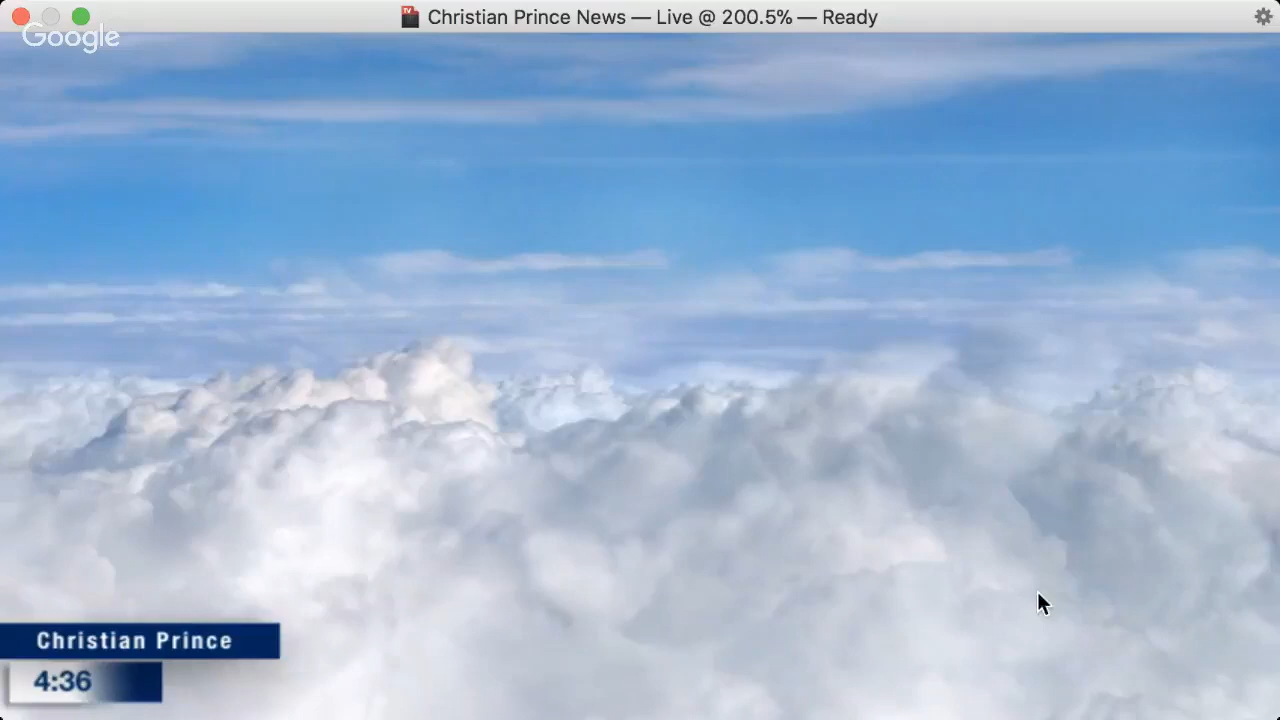 Christian Prince News — Live @ 200.5% — Ready
Google
Christian Prince
4:36